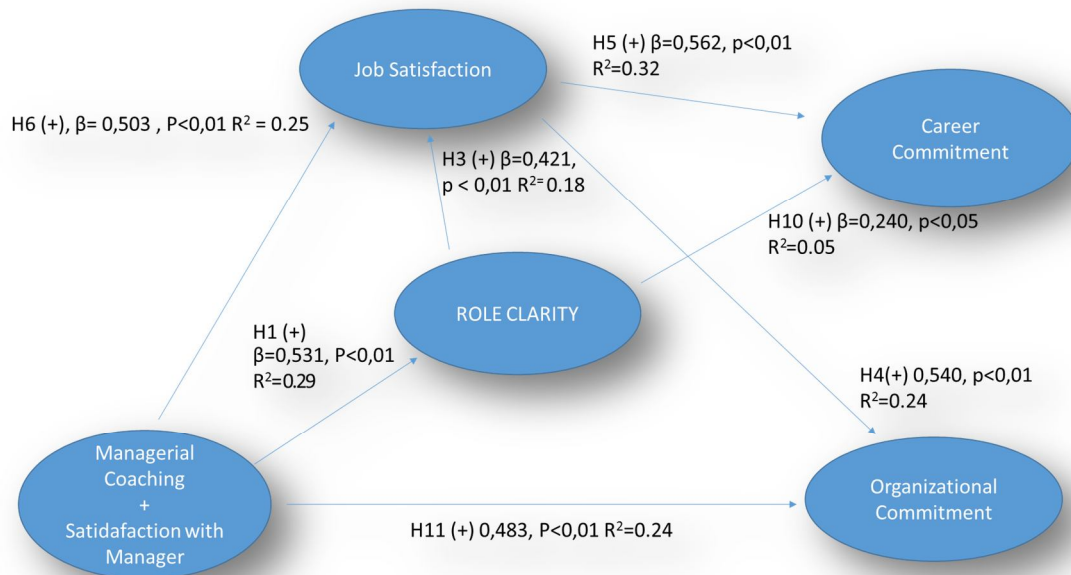 Job Satisfaction
H5 (+) β=0,562, p<0,01
R²=0.32
H6 (+), β= 0,503 , P<0,01 R² = 0.25
Career
Commitment
H3 (+) β=0,421,
p < 0,01 R²⁼ 0.18
H10 (+) β=0,240, p<0,05
R²=0.05
ROLE CLARITY
H1 (+)
β=0,531, P<0,01
R²=0.29
H4(+) 0,540, p<0,01
R²=0.24
Managerial
Coaching
+
Satidafaction with
Manager
Organizational
Commitment
H11 (+) 0,483, P<0,01 R²=0.24